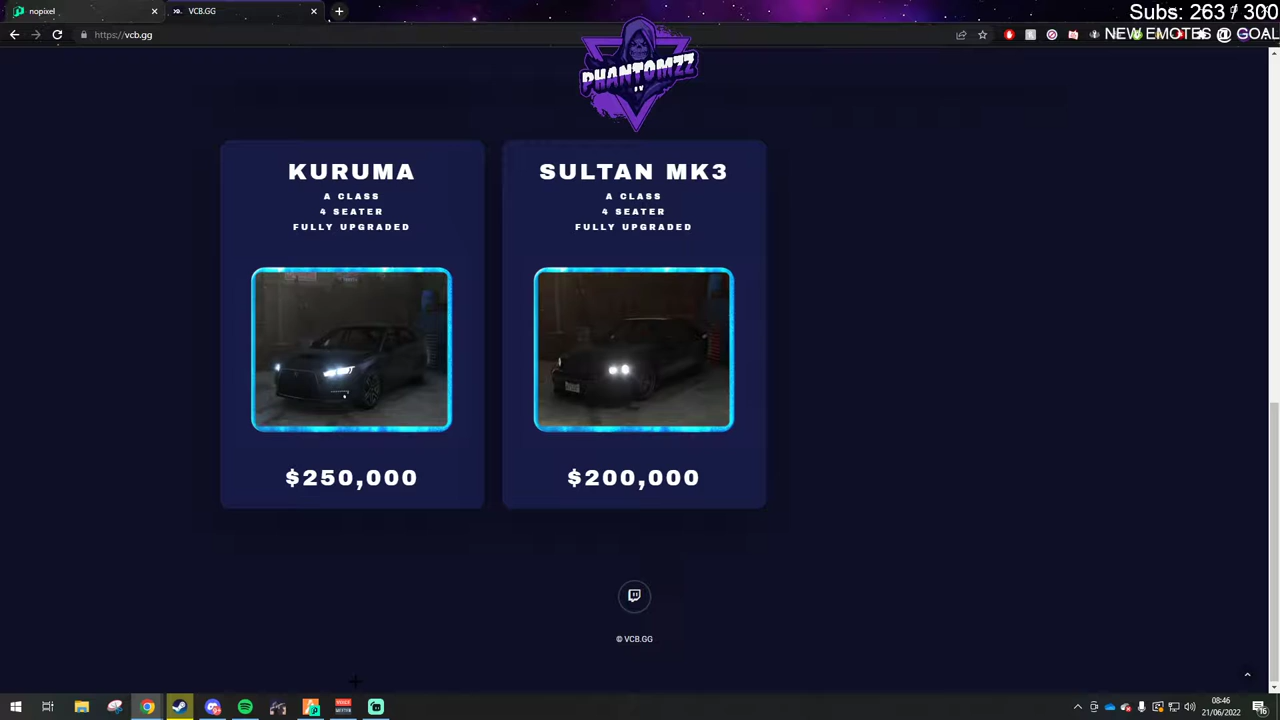 nopixel
VCB.GG
Subs: 263 / 300
https://vcb.gg
NEW EMOTES @ GOAL
PHANTOMZZ
KURUMA
A CLASS
4 SEATER
FULLY UPGRADED
$250,000
SULTAN MK3
A CLASS
4 SEATER
FULLY UPGRADED
$200,000
© VCB.GG
08:46
21/06/2022